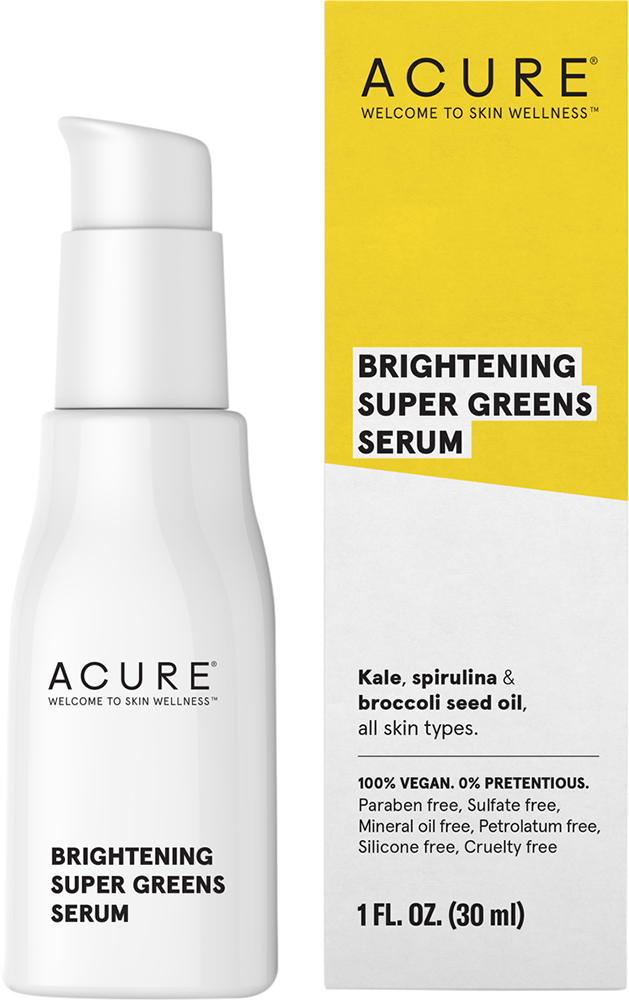 ACURE®
WELCOME TO SKIN WELLNESS™
BRIGHTENING
SUPER GREENS
SERUM
ACURE®
WELCOME TO SKIN WELLNESS™
BRIGHTENING
SUPER GREENS
SERUM
Kale, spirulina &
broccoli seed oil,
all skin types.
100% VEGAN. 0% PRETENTIOUS.
Paraben free, Sulfate free,
Mineral oil free, Petrolatum free,
Silicone free, Cruelty free
1 FL. OZ. (30 ml)